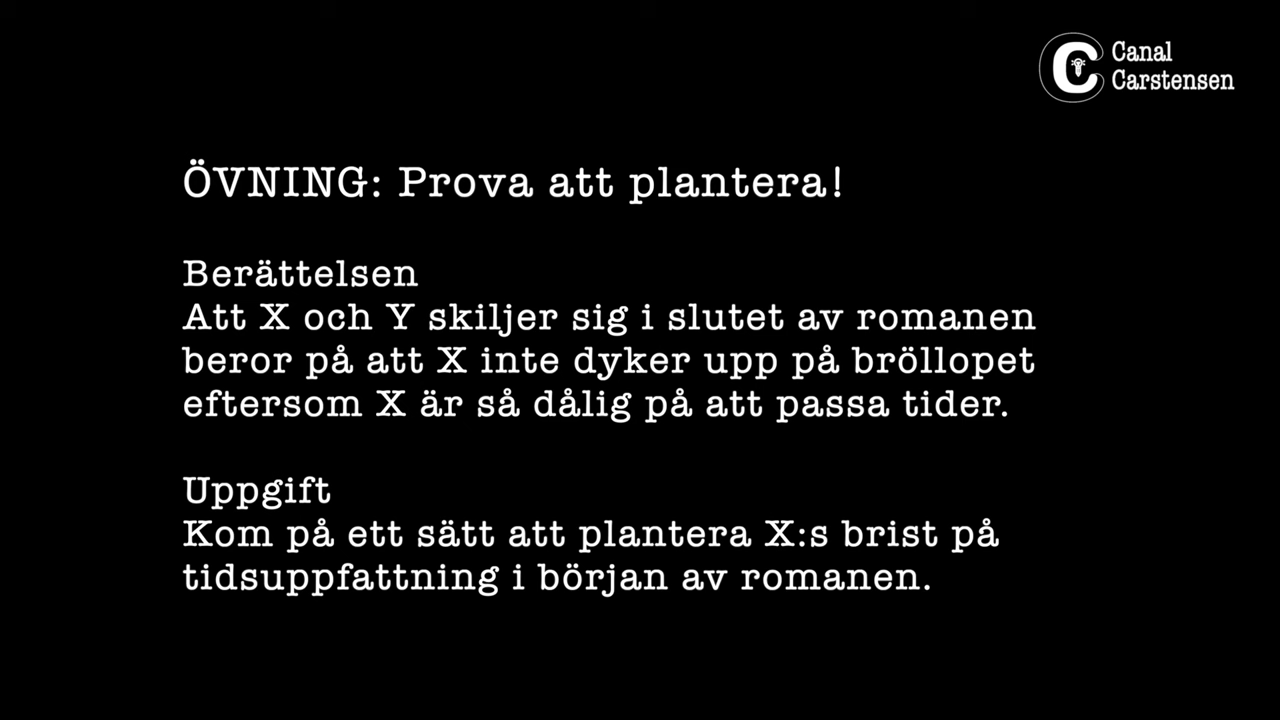 Canal
Carstensen
ÖVNING: Prova att plantera!
Berättelsen
Att X och Y skiljer sig i slutet av romanen
beror på att X inte dyker upp på bröllopet
eftersom X är så dålig på att passa tider.
Uppgift
Kom på ett sätt att plantera X:s brist på
tidsuppfattning i början av romanen.